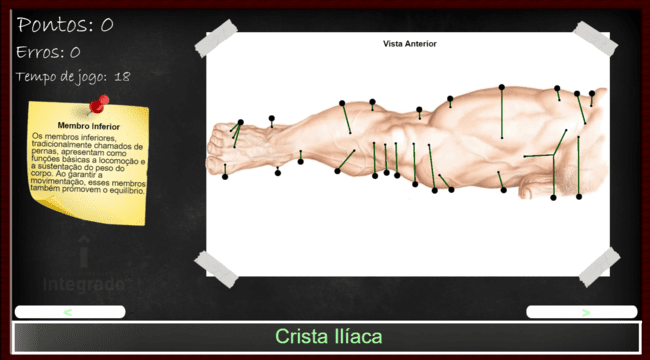 Pontos: 0
Erros: 0
Tempo de jogo: 18
Vista Anterior
Membro Inferior
Os membros inferiores,
tradicionalmente chamados de
pernas, apresentam como
funções básicas a locomoção e
a sustentação do peso do
corpo. Ao garantir a
movimentação, esses membros
também promovem o equilíbrio.
Integrado
< >
Crista Ilíaca